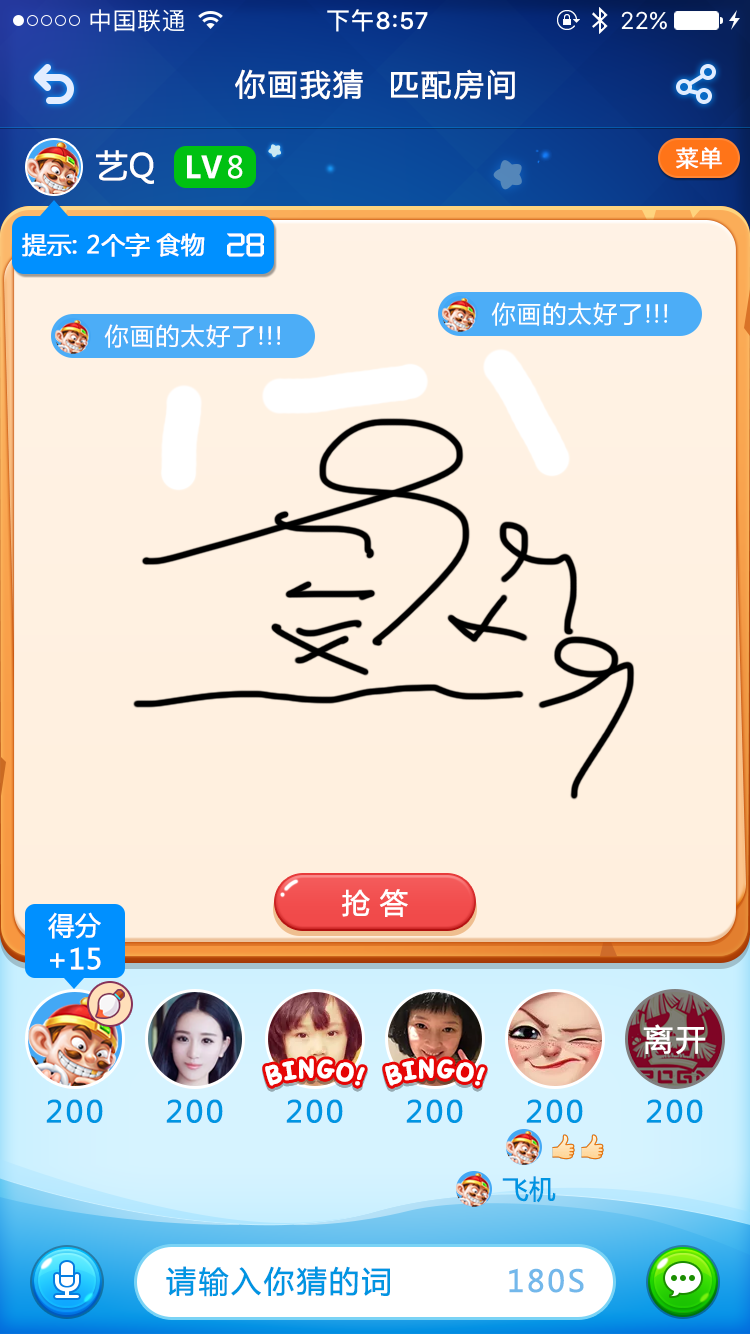 中国联通 下午8:57 22%
你画我猜 匹配房间
艺Q LV8 菜单
提示: 2个字 食物 28
你画的太好了!!!
你画的太好了!!!
抢答
得分
+15
BINGO! BINGO! 离开
200 200 200 200 200 200
飞机
请输入你猜的词 180S